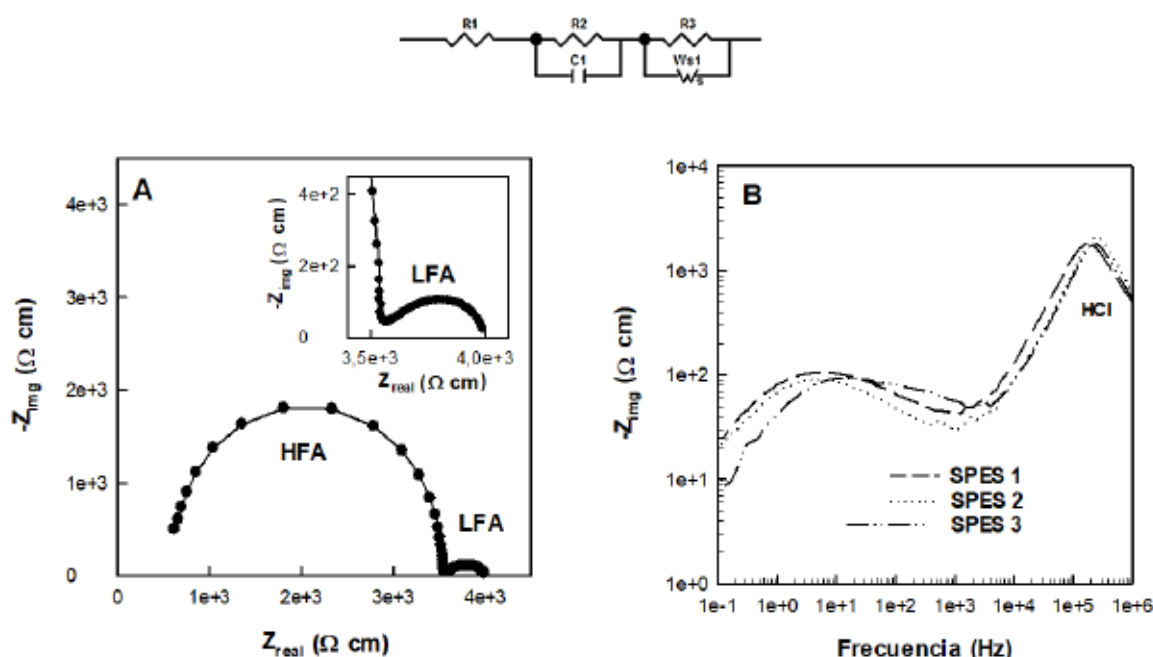 R1 R2 R3
C1 Ws1
s
A
4e+3
3e+3
2e+3
1e+3
0
-Zimg (Ω cm)
0 1e+3 2e+3 3e+3 4e+3
Zreal (Ω cm)
HFA
LFA
4e+2
2e+2
0
-Zimg (Ω cm)
LFA
3,5e+3 4,0e+3
Zreal (Ω cm)
B
1e+4
1e+3
1e+2
1e+1
1e+0
-Zimg (Ω cm)
HCl
SPES 1
SPES 2
SPES 3
1e-1 1e+0 1e+1 1e+2 1e+3 1e+4 1e+5 1e+6
Frecuencia (Hz)